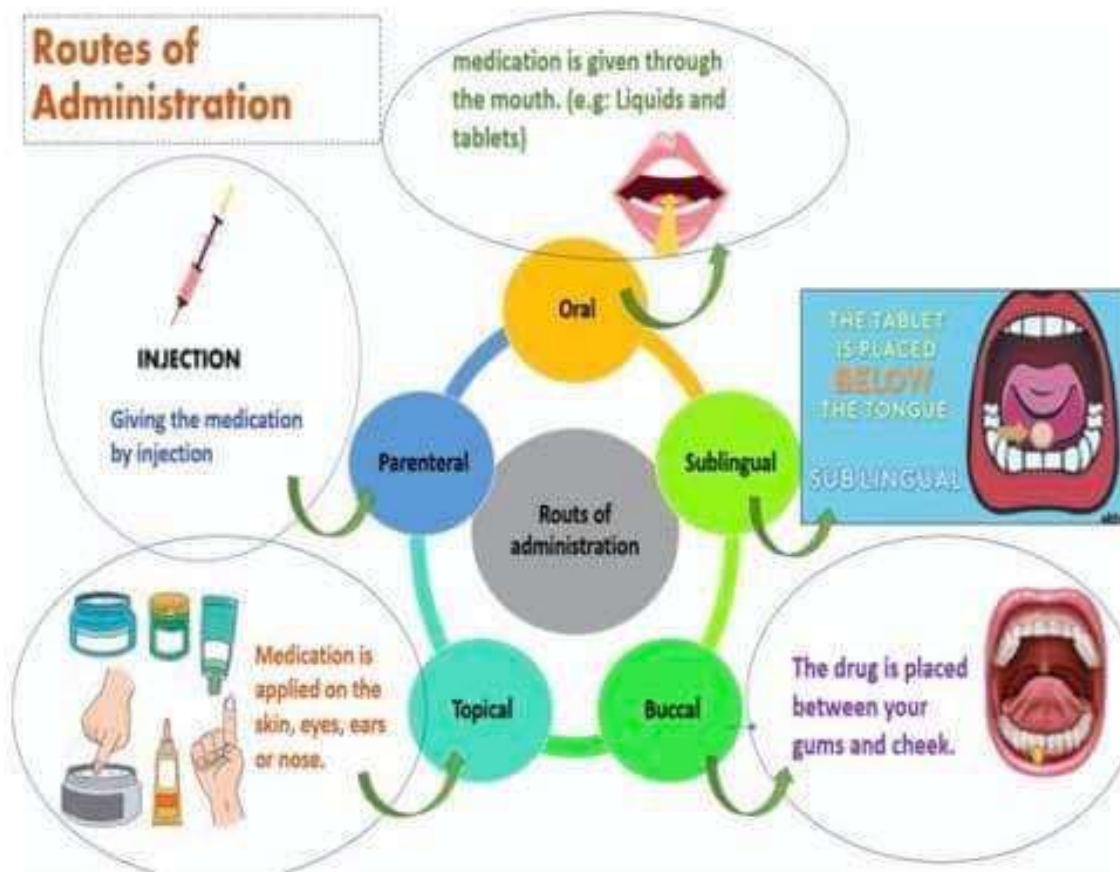 Routes of
Administration
medication is given through
the mouth. (e.g: Liquids and
tablets)
INJECTION
Giving the medication
by injection
Oral
THE TABLET
IS PLACED
BELOW
THE TONGUE
SUBLINGUAL
Parenteral
Sublingual
Routs of
administration
Medication is
applied on the
skin, eyes, ears
or nose.
Topical
Buccal
The drug is placed
between your
gums and cheek.